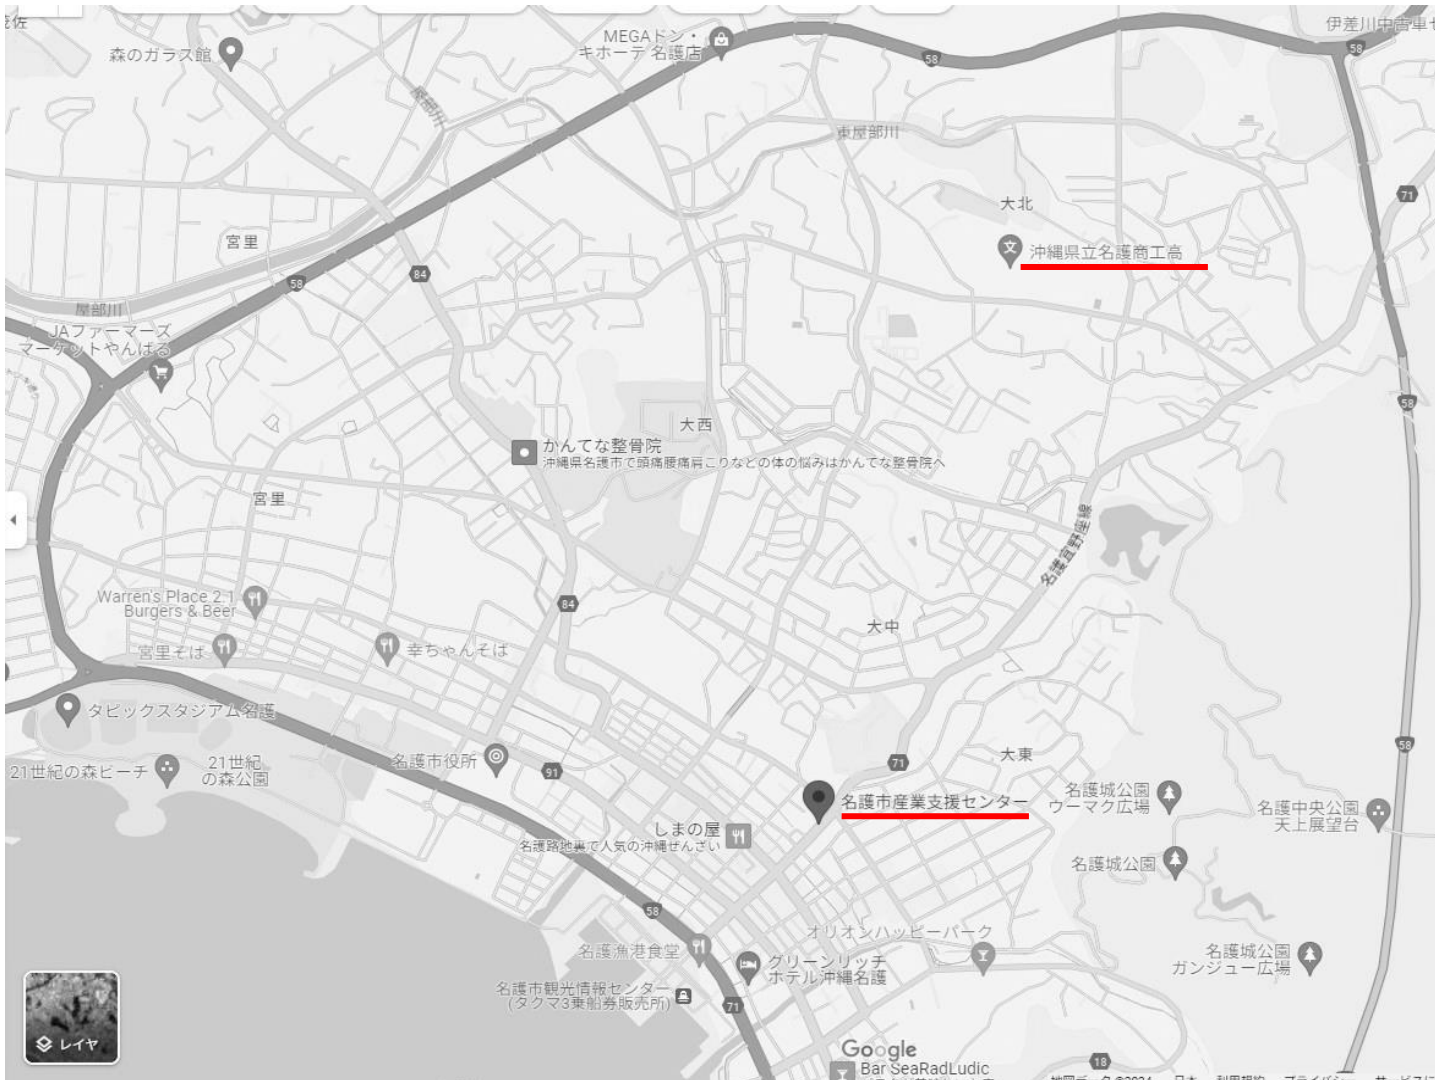 森のガラス館
MEGAドン・
キホーテ 名護店
58
伊差川中古車セ
58
屋部川
東屋部川
71
大北
沖縄県立名護商工高
宮里
84
58
屋部川
JAファーマーズ
マーケットやんばる
58
大西
かんてな整骨院
沖縄県名護市で頭痛腰痛肩こりなどの体の悩みはかんてな整骨院へ
宮里
名護宜野座線
Warren's Place 2.1
Burgers & Beer
84
大中
宮里そば
幸ちゃんそば
タピックスタジアム名護
58
大東
名護市役所
71
21世紀の森ビーチ
21世紀
の森公園
91
名護市産業支援センター
名護城公園
ウーマク広場
名護中央公園
天上展望台
しまの屋
名護路地裏で人気の沖縄ぜんざい
名護城公園
58
オリオンハッピーパーク
名護漁港食堂
グリーンリッチ
ホテル沖縄名護
名護城公園
ガンジュー広場
名護市観光情報センター
(タクマ3乗船券販売所)
71
レイヤ
Google
18
Bar SeaRadLudic